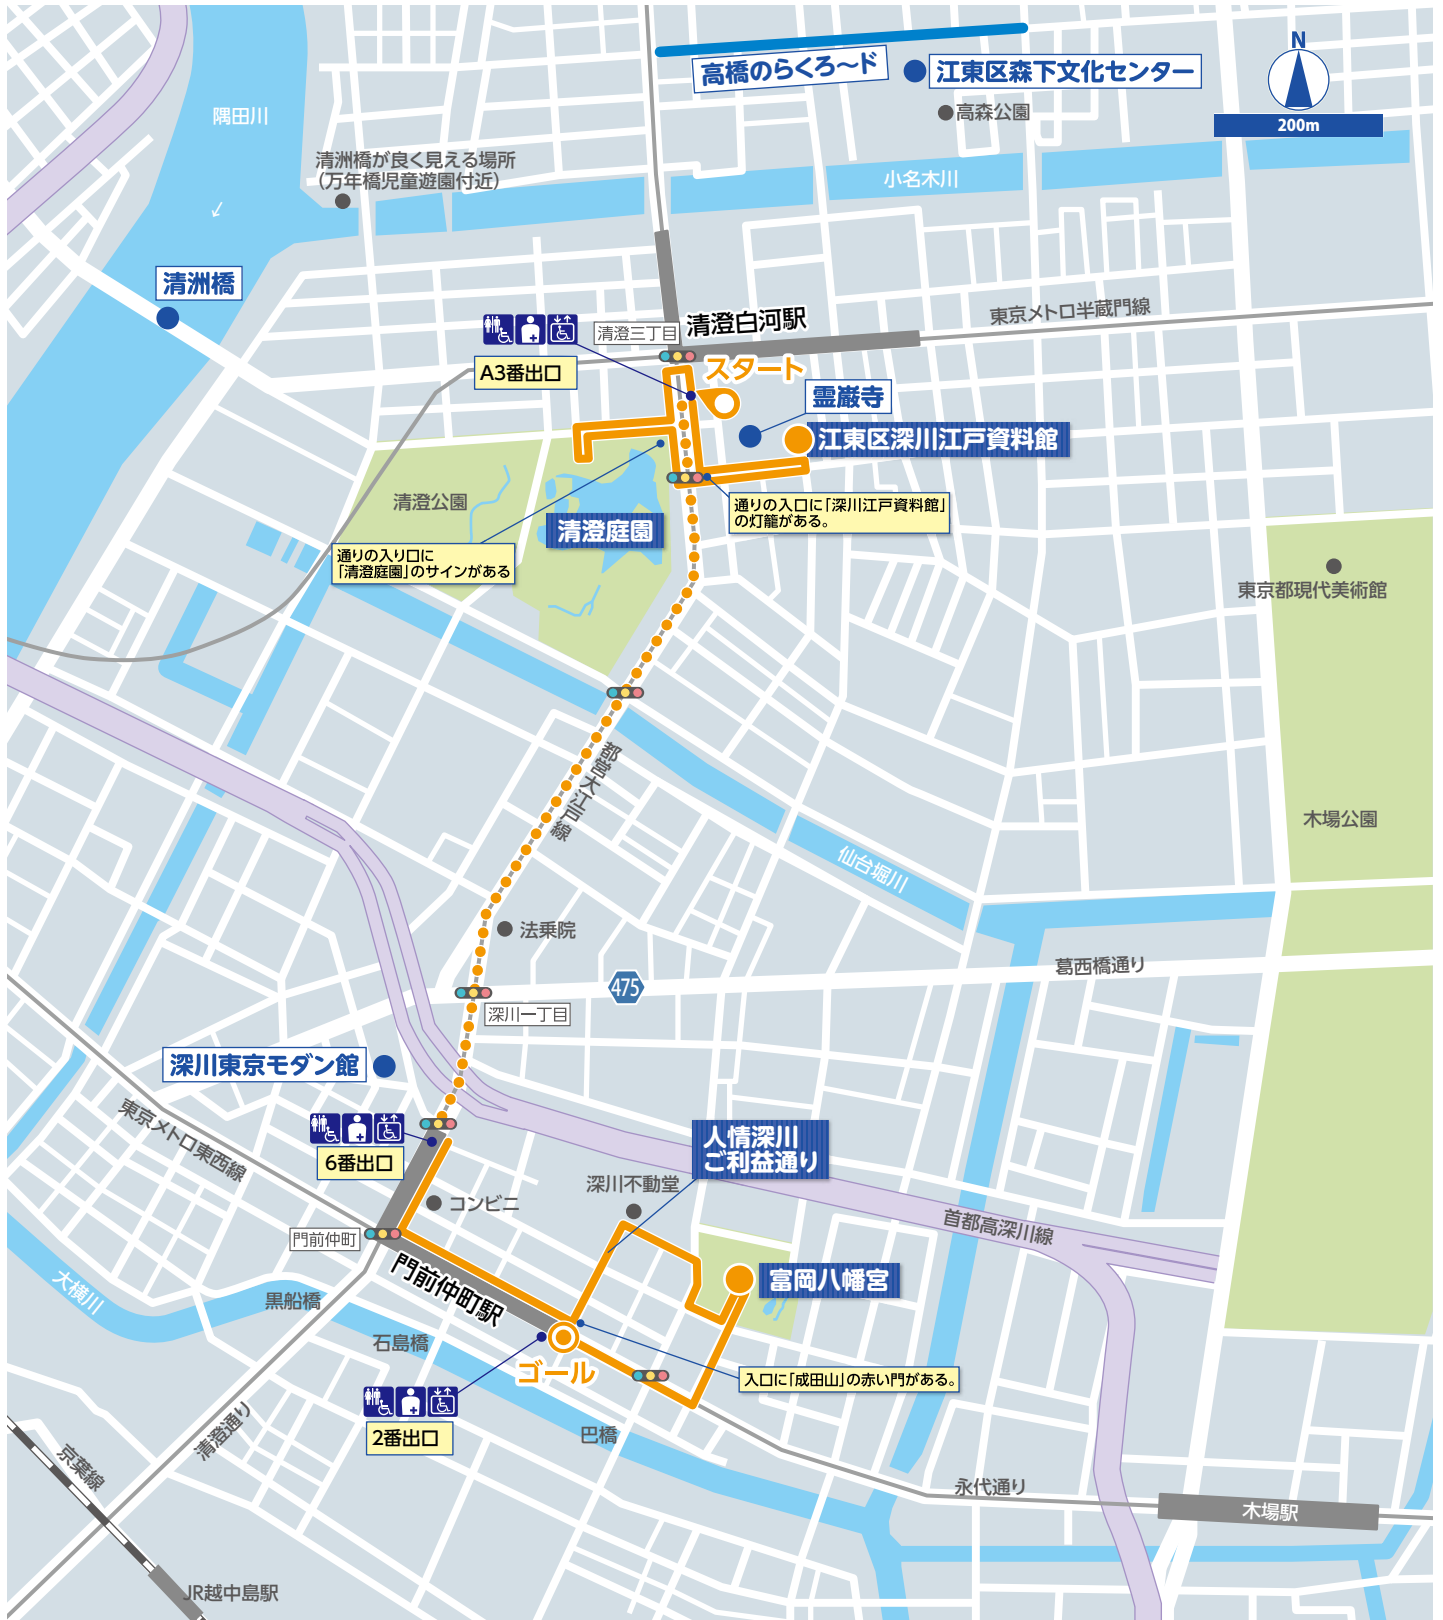 N
200m
高橋のらくろ〜ド
江東区森下文化センター
高森公園
隅田川
清洲橋が良く見える場所
(万年橋児童遊園付近)
小名木川
清洲橋
清澄三丁目
清澄白河駅
東京メトロ半蔵門線
A3番出口
スタート
霊巌寺
江東区深川江戸資料館
清澄公園
通りの入口に「深川江戸資料館」
の灯籠がある。
清澄庭園
通りの入り口に
「清澄庭園」のサインがある
東京都現代美術館
都営大江戸線
木場公園
仙台堀川
法乗院
葛西橋通り
475
深川一丁目
深川東京モダン館
東京メトロ東西線
6番出口
人情深川
ご利益通り
深川不動堂
コンビニ
首都高深川線
門前仲町
門前仲町駅
富岡八幡宮
大横川
黒船橋
石島橋
ゴール
入口に「成田山」の赤い門がある。
2番出口
巴橋
清澄通り
京葉線
永代通り
木場駅
JR越中島駅